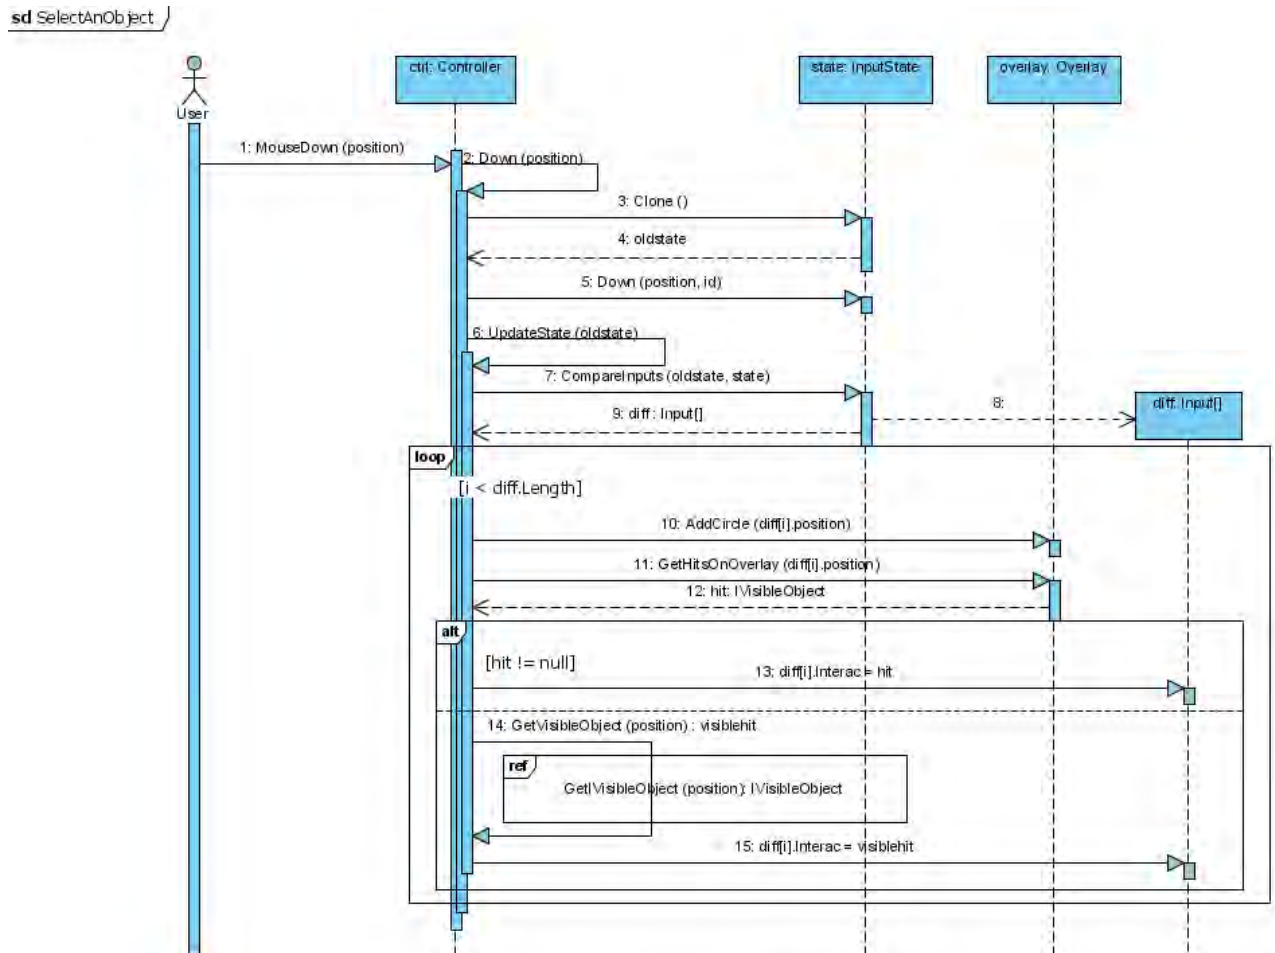 sd SelectAnObject
User
ctrl: Controller
state: InputState
overlay: Overlay
1: MouseDown (position)
2: Down (position)
3: Clone ()
4: oldstate
5: Down (position, id)
6: UpdateState (oldstate)
7: CompareInputs (oldstate, state)
8:
diff: Input[]
9: diff : Input[]
loop
[i < diff.Length]
10: AddCircle (diff[i].position)
11: GetHitsOnOverlay (diff[i].position)
12: hit: IVisibleObject
alt
[hit != null]
13: diff[i].Interac = hit
14: GetVisibleObject (position) : visiblehit
ref
GetIVisibleObject (position): IVisibleObject
15: diff[i].Interac = visiblehit